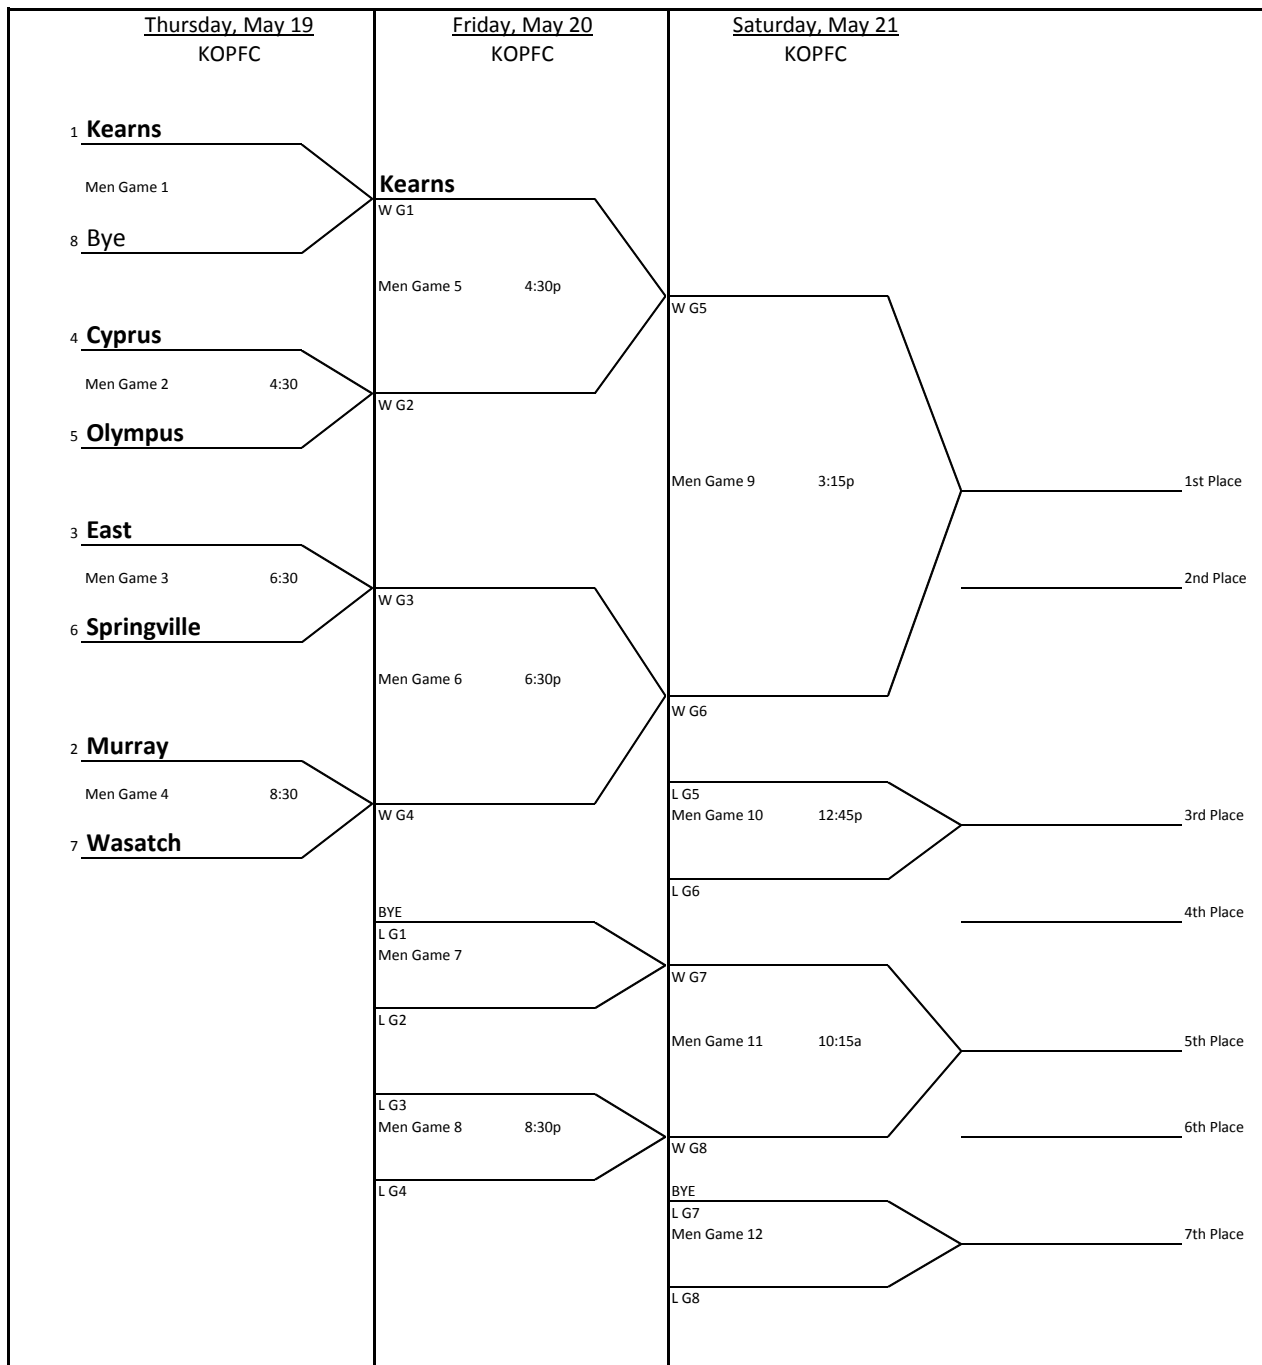 Thursday, May 19
KOPFC
Friday, May 20
KOPFC
Saturday, May 21
KOPFC
1 Kearns
Men Game 1
8 Bye
4 Cyprus
Men Game 2 4:30
5 Olympus
3 East
Men Game 3 6:30
6 Springville
2 Murray
Men Game 4 8:30
7 Wasatch
Kearns
W G1
Men Game 5 4:30p
W G2
W G3
Men Game 6 6:30p
W G4
BYE
L G1
Men Game 7
L G2
L G3
Men Game 8 8:30p
L G4
W G5
Men Game 9 3:15p
W G6
L G5
Men Game 10 12:45p
L G6
W G7
Men Game 11 10:15a
W G8
BYE
L G7
Men Game 12
L G8
1st Place
2nd Place
3rd Place
4th Place
5th Place
6th Place
7th Place